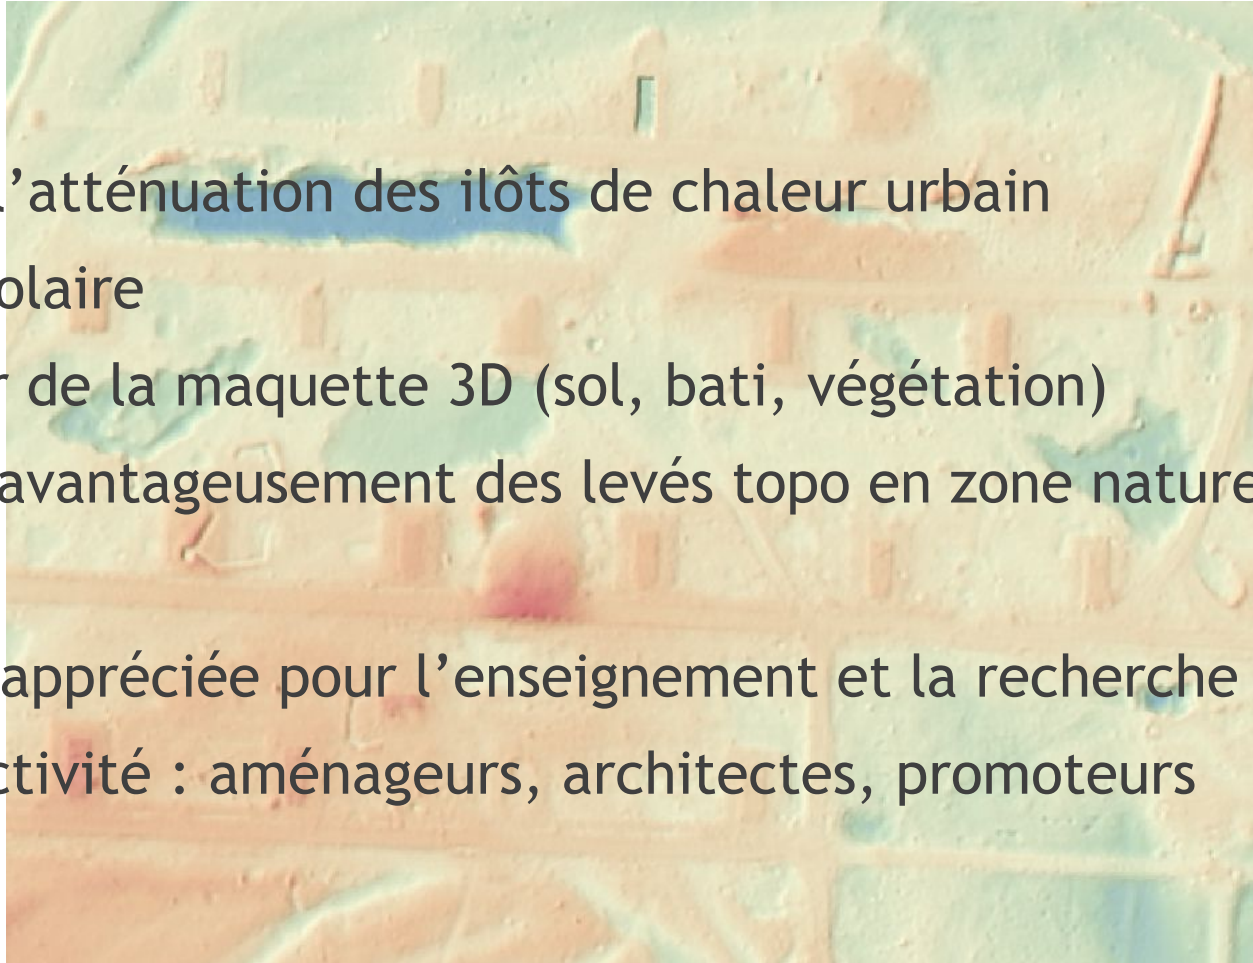 l’atténuation des ilôts de chaleur urbain
olaire
r de la maquette 3D (sol, bati, végétation)
avantageusement des levés topo en zone nature
appréciée pour l’enseignement et la recherche
ctivité : aménageurs, architectes, promoteurs